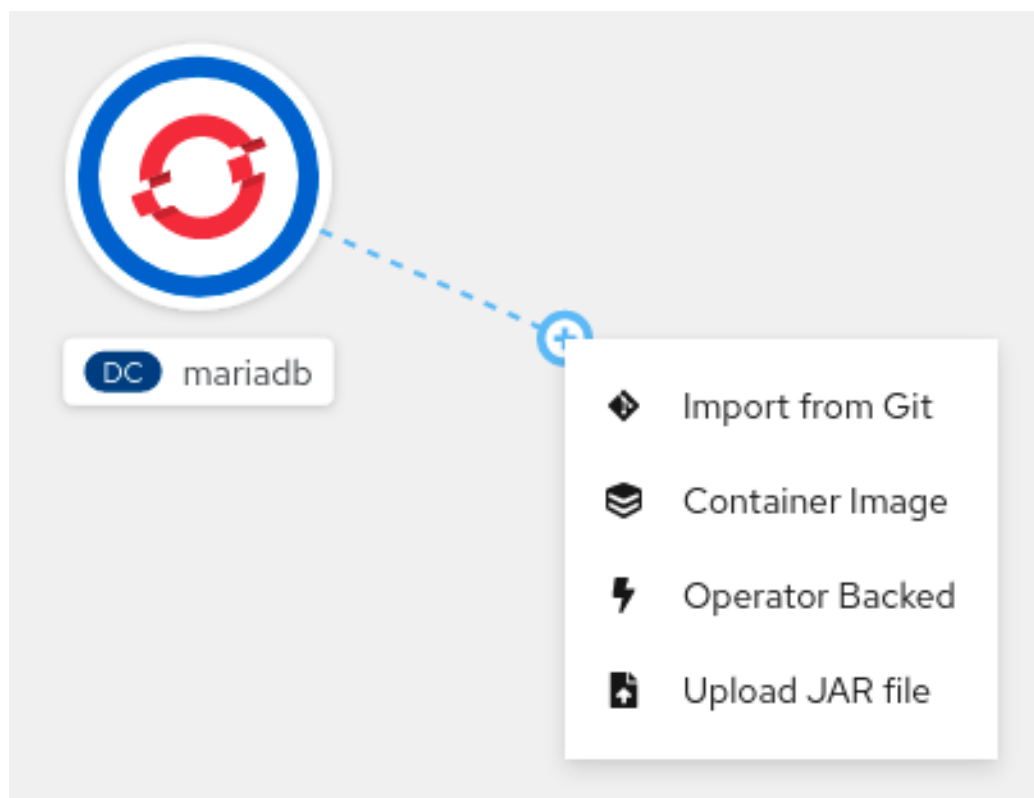 DC mariadb
Import from Git
Container Image
Operator Backed
Upload JAR file